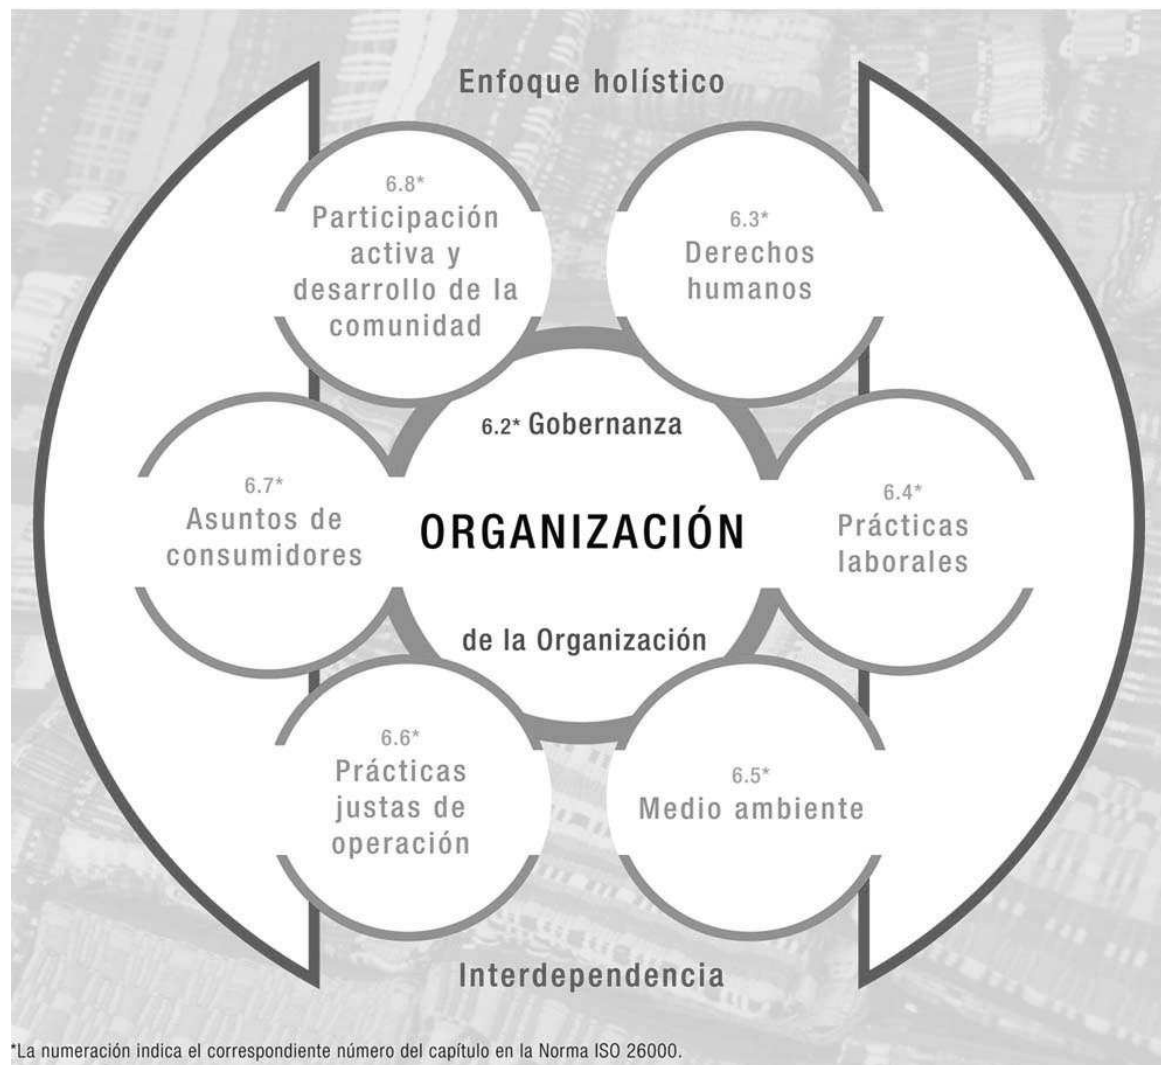 Enfoque holístico
6.8*
Participación
activa y
desarrollo de la
comunidad
6.3*
Derechos
humanos
6.2* Gobernanza
6.7*
Asuntos de
consumidores
ORGANIZACIÓN
6.4*
Prácticas
laborales
de la Organización
6.6*
Prácticas
justas de
operación
6.5*
Medio ambiente
Interdependencia
*La numeración indica el correspondiente número del capítulo en la Norma ISO 26000.